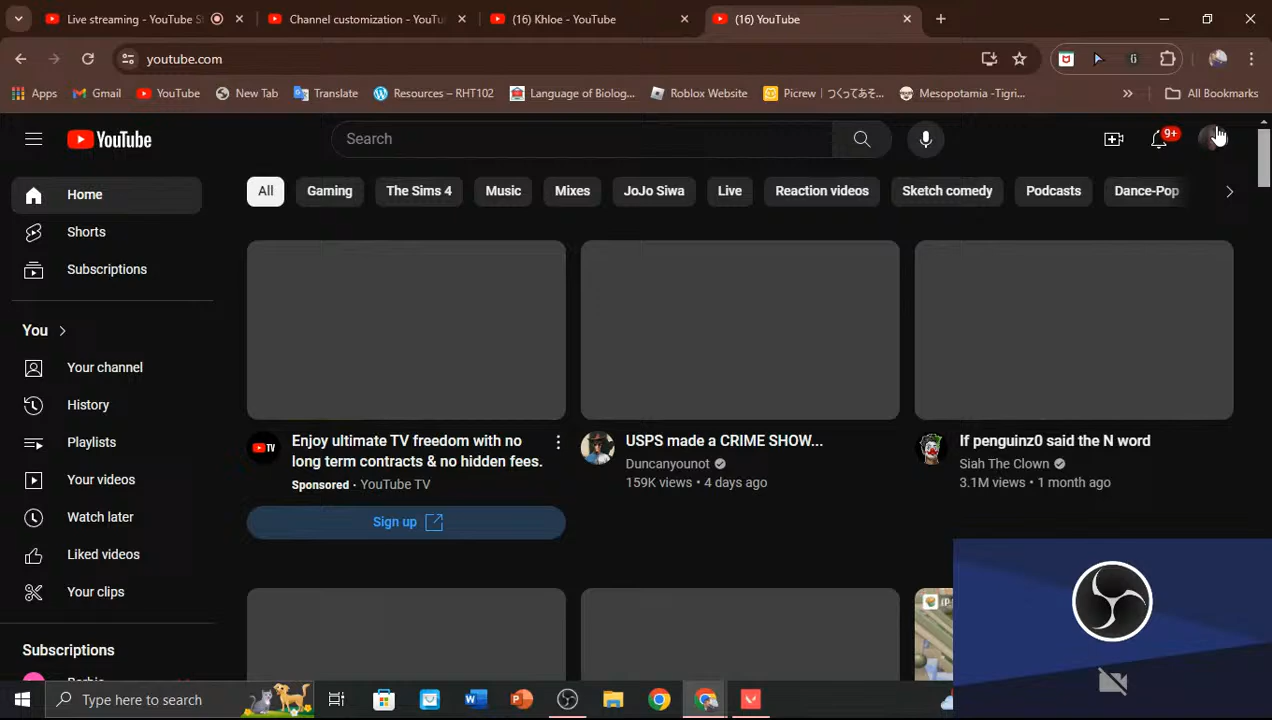 Live streaming - YouTube S
Channel customization - YouTu
(16) Khloe - YouTube
(16) YouTube
youtube.com
Apps
Gmail
YouTube
New Tab
Translate
Resources – RHT102
Language of Biolog...
Roblox Website
Picrew | つくってあそ...
Mesopotamia -Tigri...
»
All Bookmarks
YouTube
Search
9+
All
Gaming
The Sims 4
Music
Mixes
JoJo Siwa
Live
Reaction videos
Sketch comedy
Podcasts
Dance-Pop
Home
Shorts
Subscriptions
You
Your channel
History
Playlists
Your videos
Watch later
Liked videos
Your clips
Subscriptions
TV
Enjoy ultimate TV freedom with no
long term contracts & no hidden fees.
Sponsored · YouTube TV
Sign up
USPS made a CRIME SHOW...
Duncanyounot
159K views • 4 days ago
If penguinz0 said the N word
Siah The Clown
3.1M views • 1 month ago
Type here to search